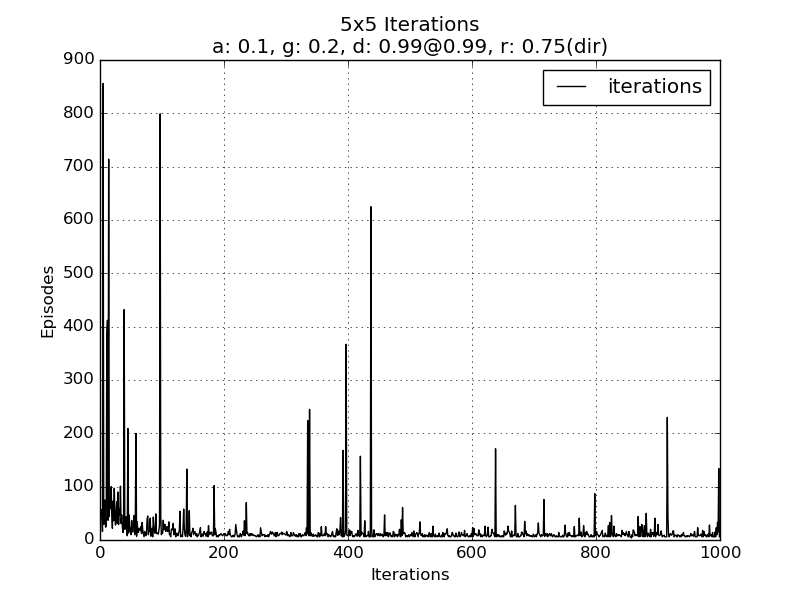 5x5 Iterations
a: 0.1, g: 0.2, d: 0.99@0.99, r: 0.75(dir)
900
800
700
600
500
400
300
200
100
0
Episodes
iterations
0 200 400 600 800 1000
Iterations